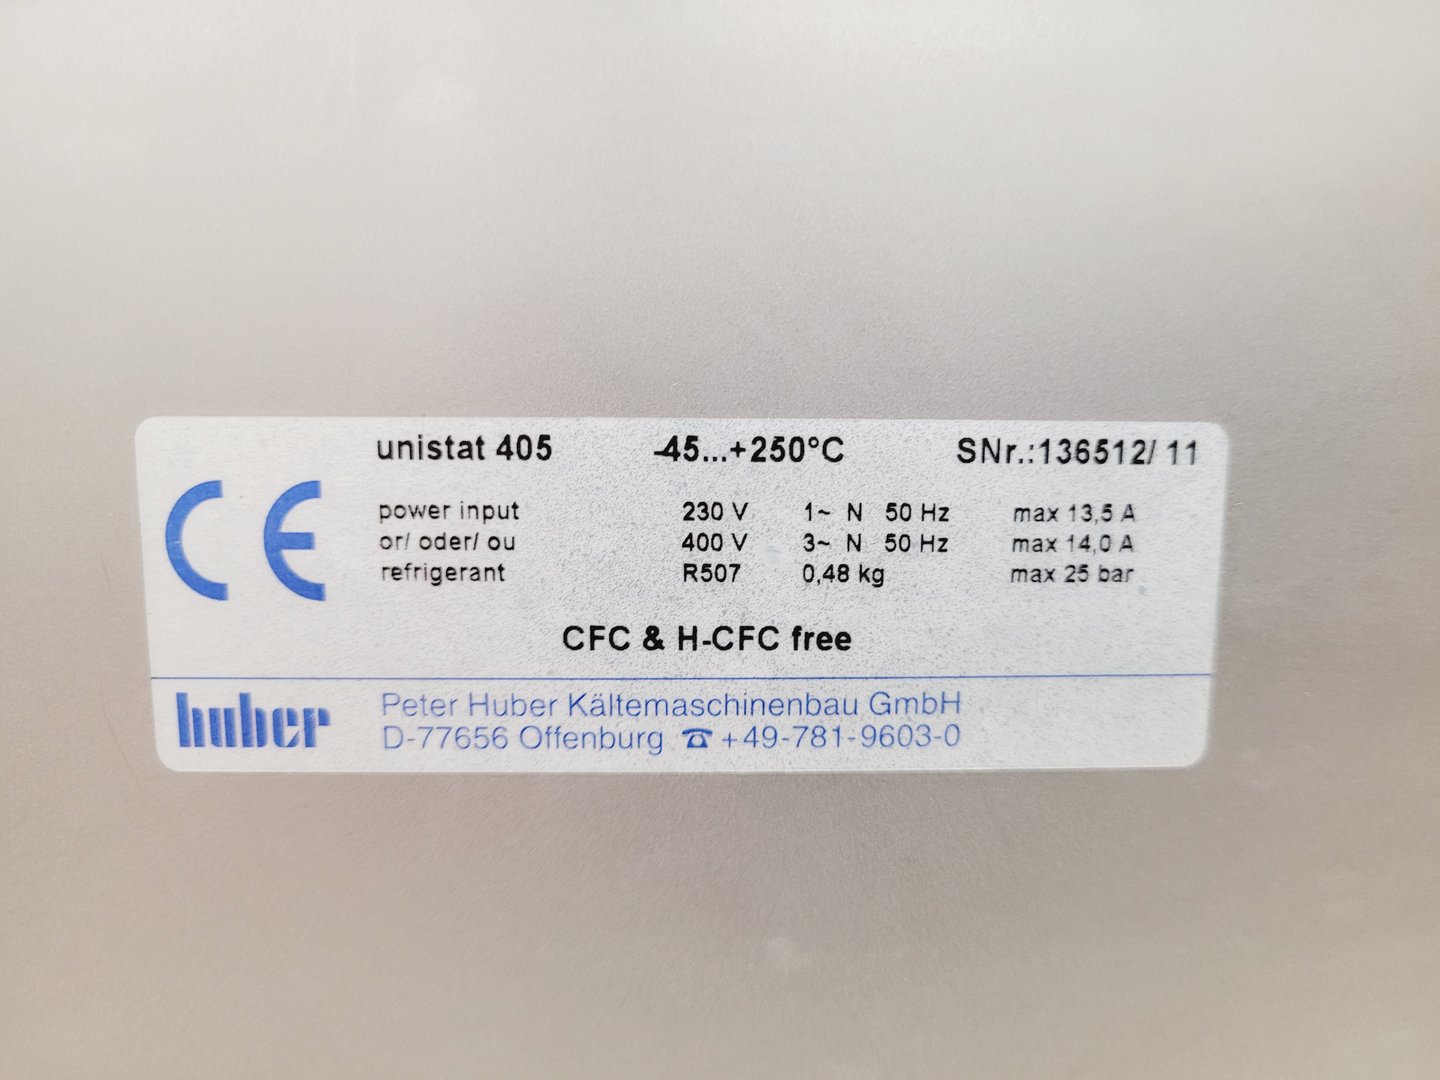 unistat 405 -45...+250°C SNr.:136512/ 11
CE
power input 230 V 1~ N 50 Hz max 13,5 A
or/ oder/ ou 400 V 3~ N 50 Hz max 14,0 A
refrigerant R507 0,48 kg max 25 bar
CFC & H-CFC free
huber
Peter Huber Kältemaschinenbau GmbH
D-77656 Offenburg ☎ +49-781-9603-0